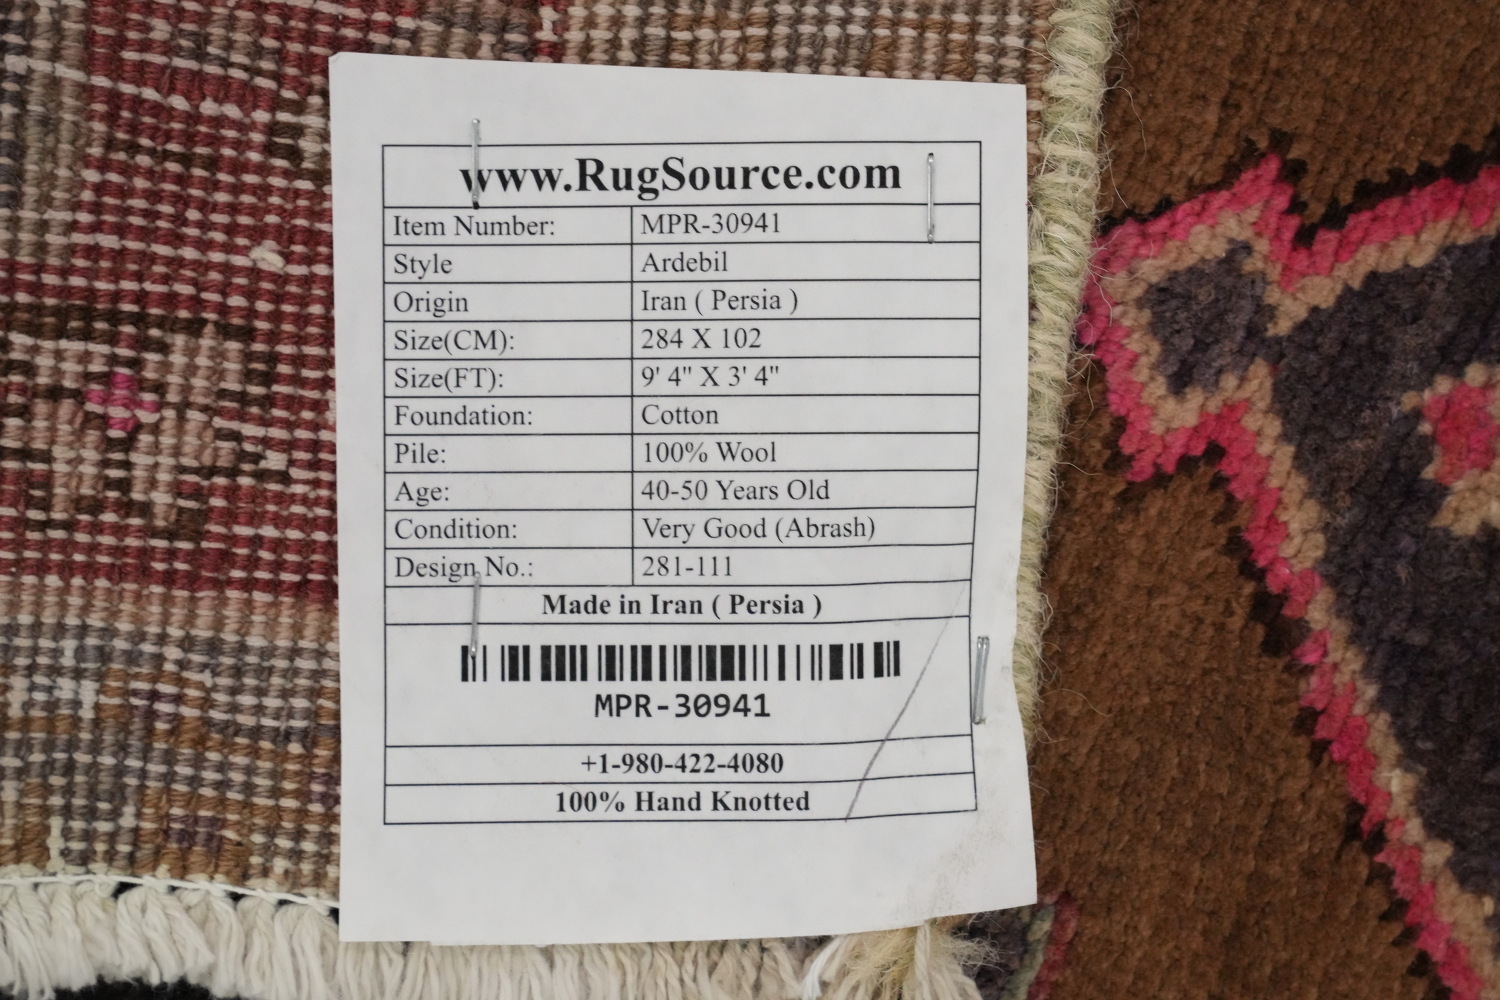 www.RugSource.com
Item Number: MPR-30941
Style Ardebil
Origin Iran ( Persia )
Size(CM): 284 X 102
Size(FT): 9' 4" X 3' 4"
Foundation: Cotton
Pile: 100% Wool
Age: 40-50 Years Old
Condition: Very Good (Abrash)
Design No.: 281-111
Made in Iran ( Persia )
MPR-30941
+1-980-422-4080
100% Hand Knotted